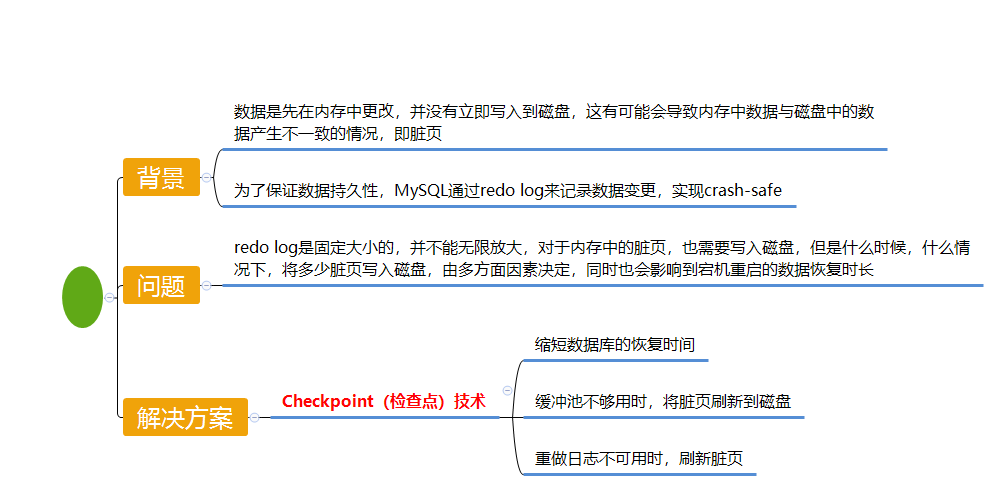 数据是先在内存中更改，并没有立即写入到磁盘，这有可能会导致内存中数据与磁盘中的数
据产生不一致的情况，即脏页
背景
为了保证数据持久性，MySQL通过redo log来记录数据变更，实现crash-safe
redo log是固定大小的，并不能无限放大，对于内存中的脏页，也需要写入磁盘，但是什么时候，什么情
况下，将多少脏页写入磁盘，由多方面因素决定，同时也会影响到宕机重启的数据恢复时长
问题
缩短数据库的恢复时间
解决方案
Checkpoint（检查点）技术
缓冲池不够用时，将脏页刷新到磁盘
重做日志不可用时，刷新脏页